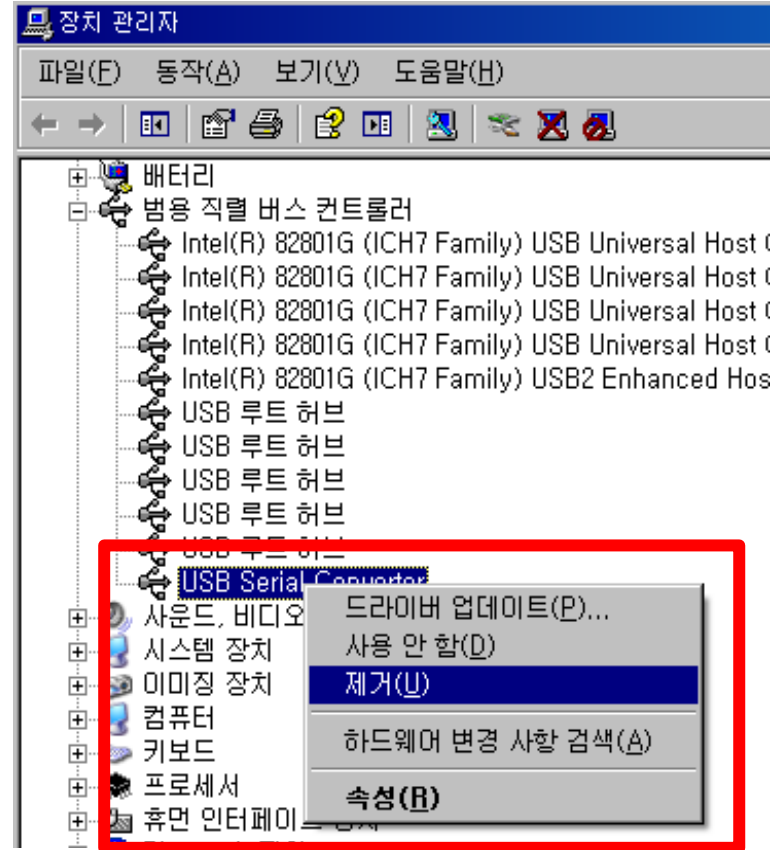 장치 관리자
파일(F) 동작(A) 보기(V) 도움말(H)
배터리
범용 직렬 버스 컨트롤러
Intel(R) 82801G (ICH7 Family) USB Universal Host
Intel(R) 82801G (ICH7 Family) USB Universal Host
Intel(R) 82801G (ICH7 Family) USB Universal Host
Intel(R) 82801G (ICH7 Family) USB Universal Host
Intel(R) 82801G (ICH7 Family) USB2 Enhanced Hos
USB 루트 허브
USB 루트 허브
USB 루트 허브
USB 루트 허브
USB 루트 허브
USB Serial Converter
드라이버 업데이트(P)...
사운드, 비디오
사용 안 함(D)
시스템 장치
제거(U)
이미징 장치
컴퓨터
하드웨어 변경 사항 검색(A)
키보드
프로세서
속성(R)
휴먼 인터페이스 장치